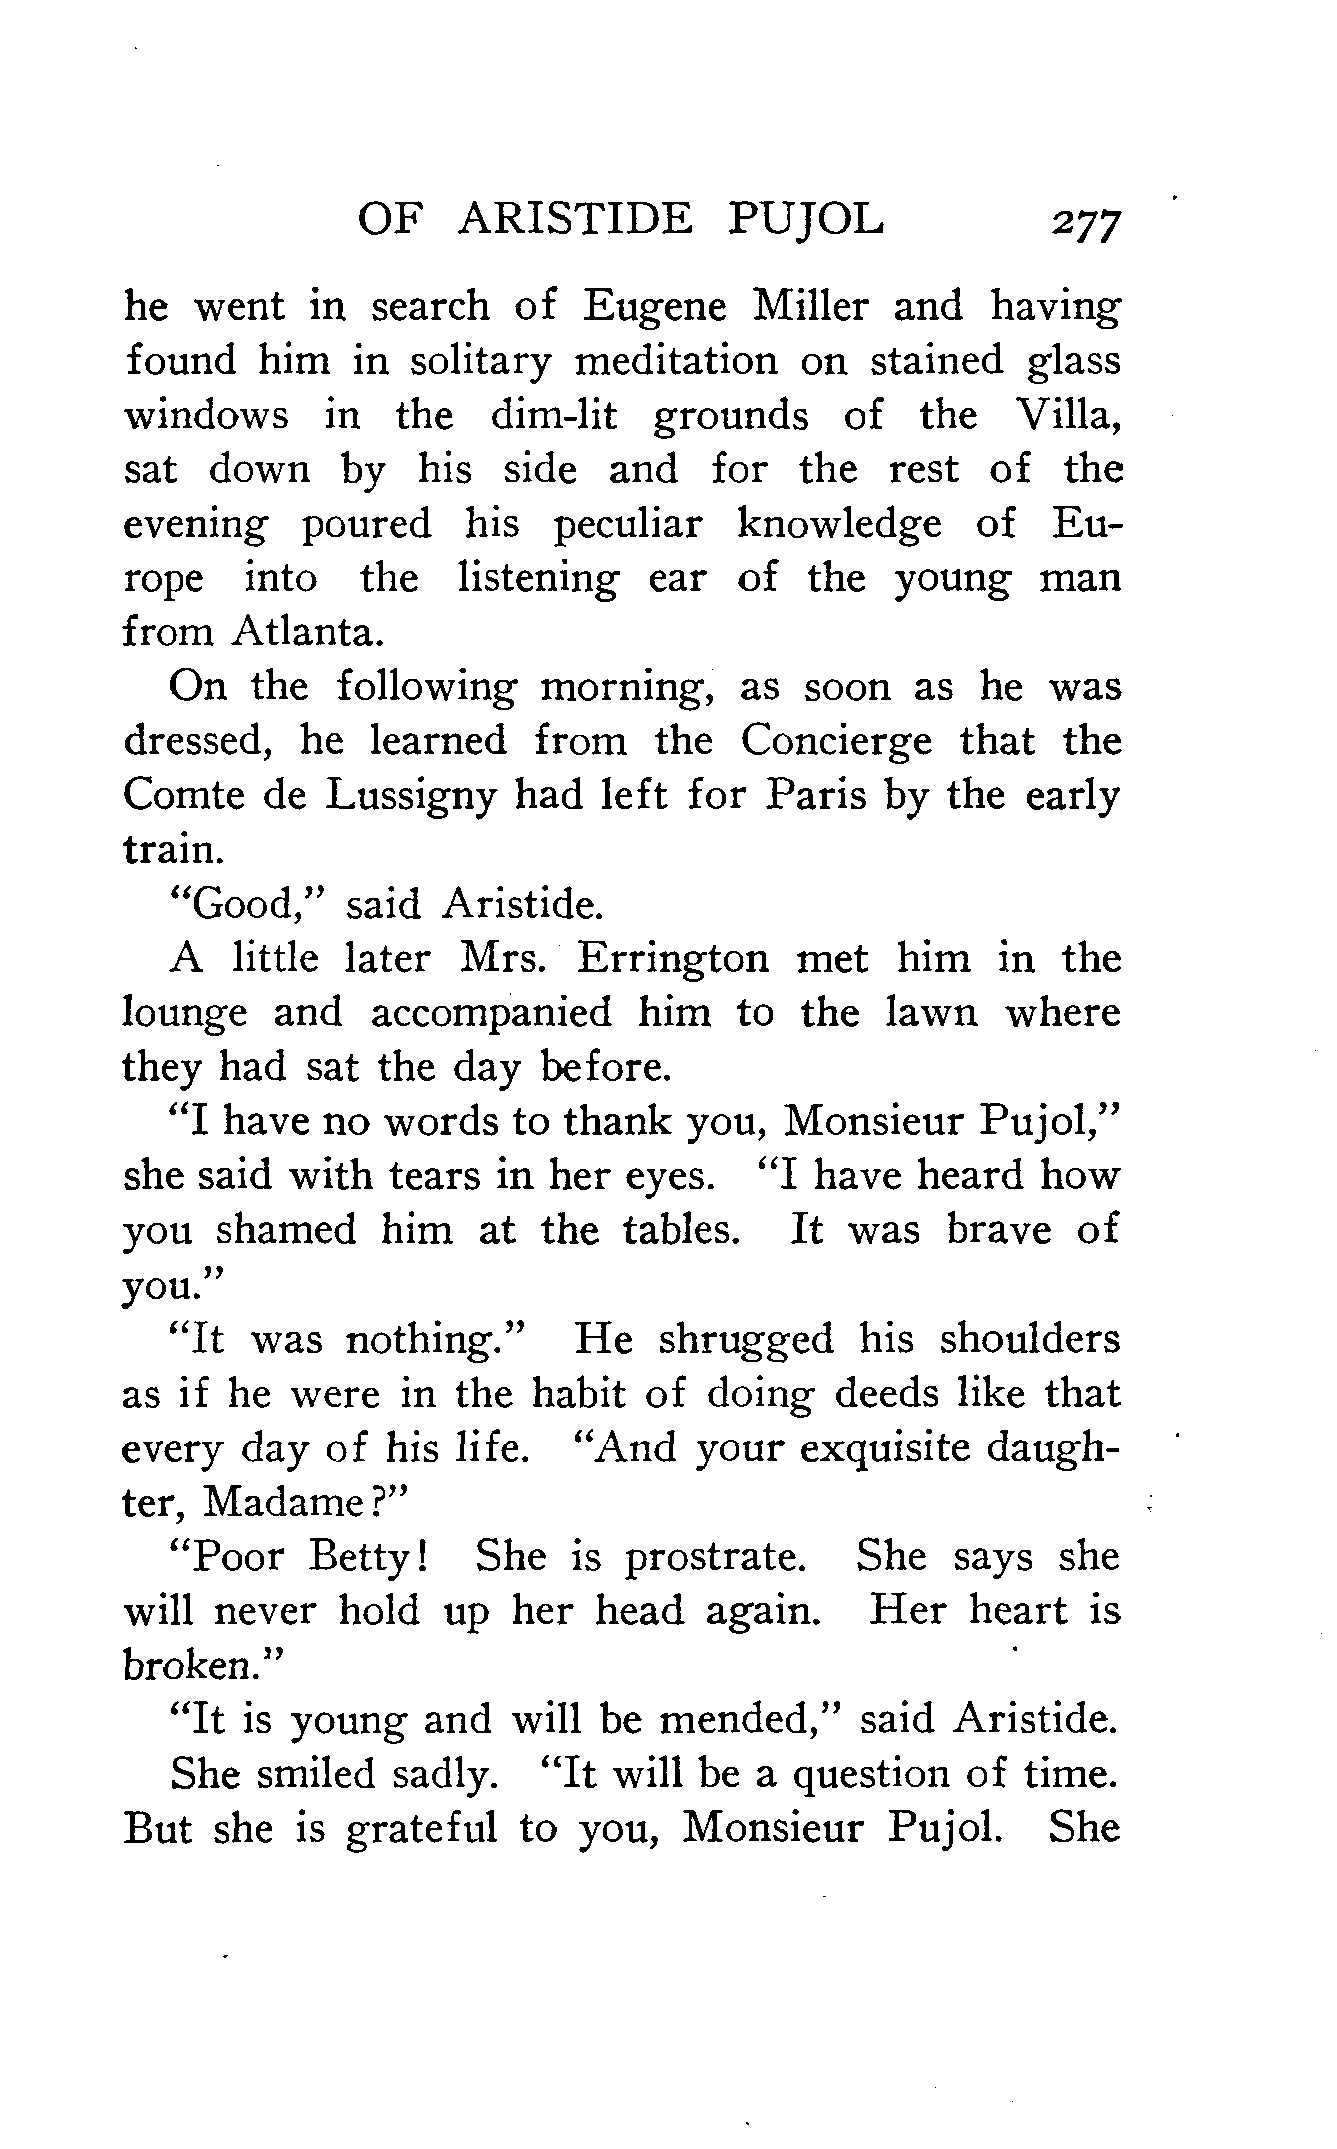 OF ARISTIDE PUJOL 277
he went in search of Eugene Miller and having
found him in solitary meditation on stained glass
windows in the dim-lit grounds of the Villa,
sat down by his side and for the rest of the
evening poured his peculiar knowledge of Eu-
rope into the listening ear of the young man
from Atlanta.
On the following morning, as soon as he was
dressed, he learned from the Concierge that the
Comte de Lussigny had left for Paris by the early
train.
“Good,” said Aristide.
A little later Mrs. Errington met him in the
lounge and accompanied him to the lawn where
they had sat the day before.
“I have no words to thank you, Monsieur Pujol,”
she said with tears in her eyes. “I have heard how
you shamed him at the tables. It was brave of
you.”
“It was nothing.” He shrugged his shoulders
as if he were in the habit of doing deeds like that
every day of his life. “And your exquisite daugh-
ter, Madame?”
“Poor Betty! She is prostrate. She says she
will never hold up her head again. Her heart is
broken.”
“It is young and will be mended,” said Aristide.
She smiled sadly. “It will be a question of time.
But she is grateful to you, Monsieur Pujol. She